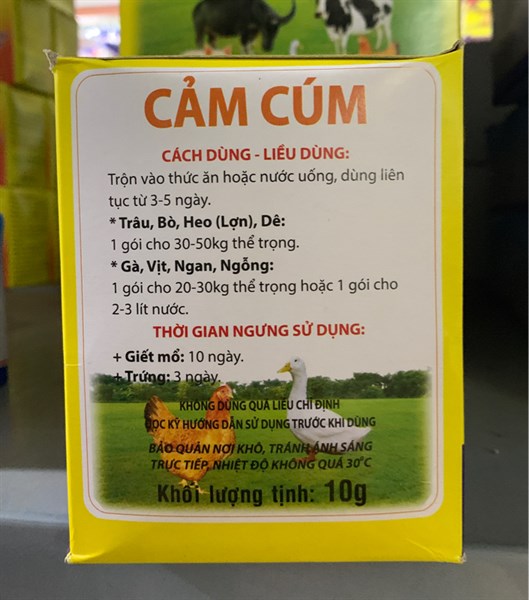 CẢM CÚM
CÁCH DÙNG - LIỀU DÙNG:
Trộn vào thức ăn hoặc nước uống, dùng liên
tục từ 3-5 ngày.
* Trâu, Bò, Heo (Lợn), Dê:
1 gói cho 30-50kg thể trọng.
* Gà, Vịt, Ngan, Ngỗng:
1 gói cho 20-30kg thể trọng hoặc 1 gói cho
2-3 lít nước.
THỜI GIAN NGƯNG SỬ DỤNG:
+ Giết mổ: 10 ngày.
+ Trứng: 3 ngày.
KHÔNG DÙNG QUÁ LIỀU CHỈ ĐỊNH
ĐỌC KỸ HƯỚNG DẪN SỬ DỤNG TRƯỚC KHI DÙNG
BẢO QUẢN NƠI KHÔ, TRÁNH ÁNH SÁNG
TRỰC TIẾP, NHIỆT ĐỘ KHÔNG QUÁ 30°C
Khối lượng tịnh: 10g